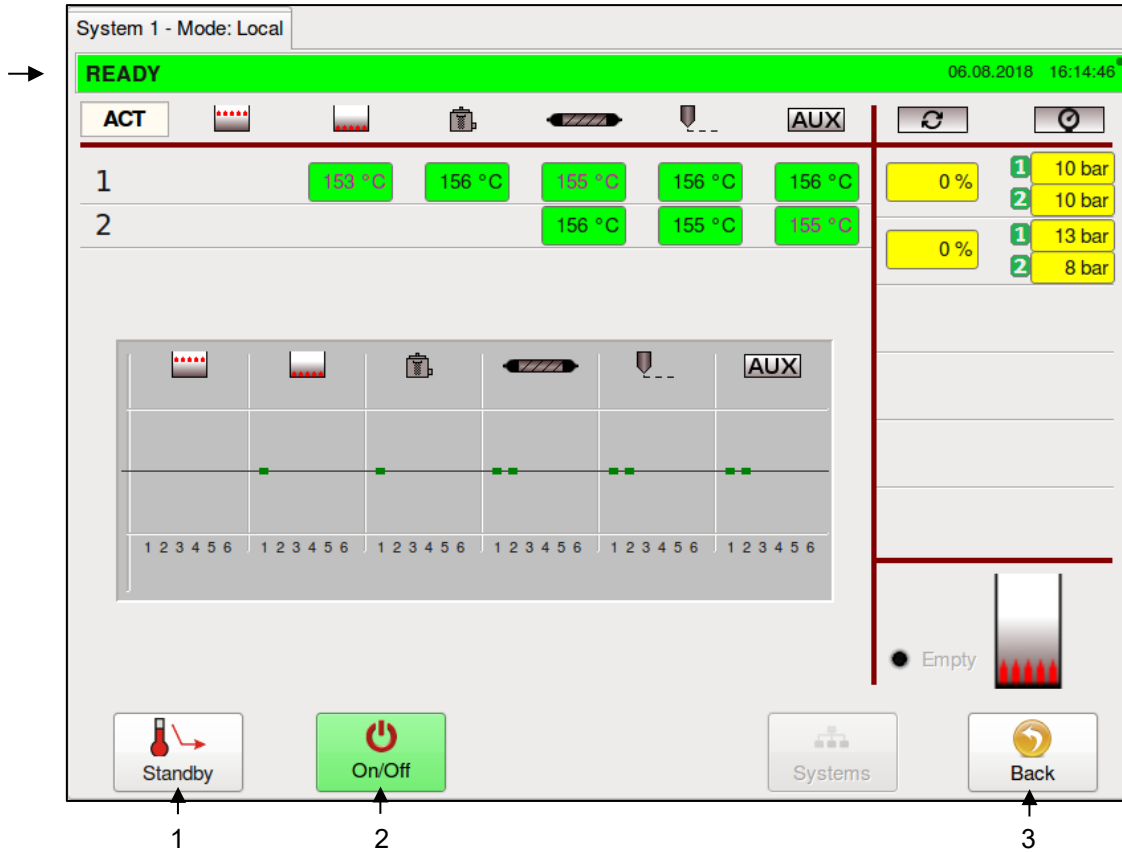 System 1 - Mode: Local
READY 06.08.2018 16:14:46
ACT AUX
1 153 °C 156 °C 155 °C 156 °C 156 °C 0 % 1 10 bar
2 10 bar
2 156 °C 155 °C 155 °C 0 % 1 13 bar
2 8 bar
AUX
1 2 3 4 5 6 1 2 3 4 5 6 1 2 3 4 5 6 1 2 3 4 5 6 1 2 3 4 5 6 1 2 3 4 5 6
Empty
Standby On/Off Systems Back
1 2 3